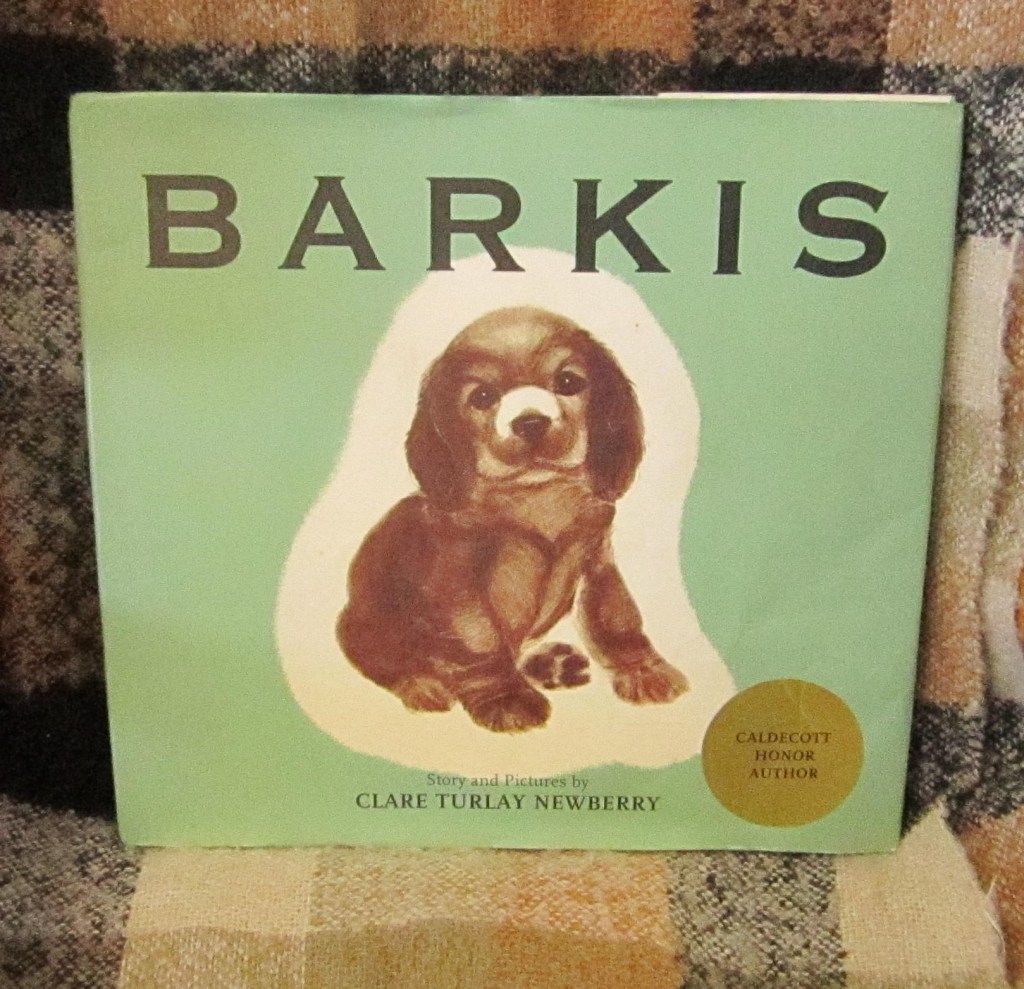 BARKIS
Story and Pictures by
CLARE TURLAY NEWBERRY
CALDECOTT
HONOR
AUTHOR